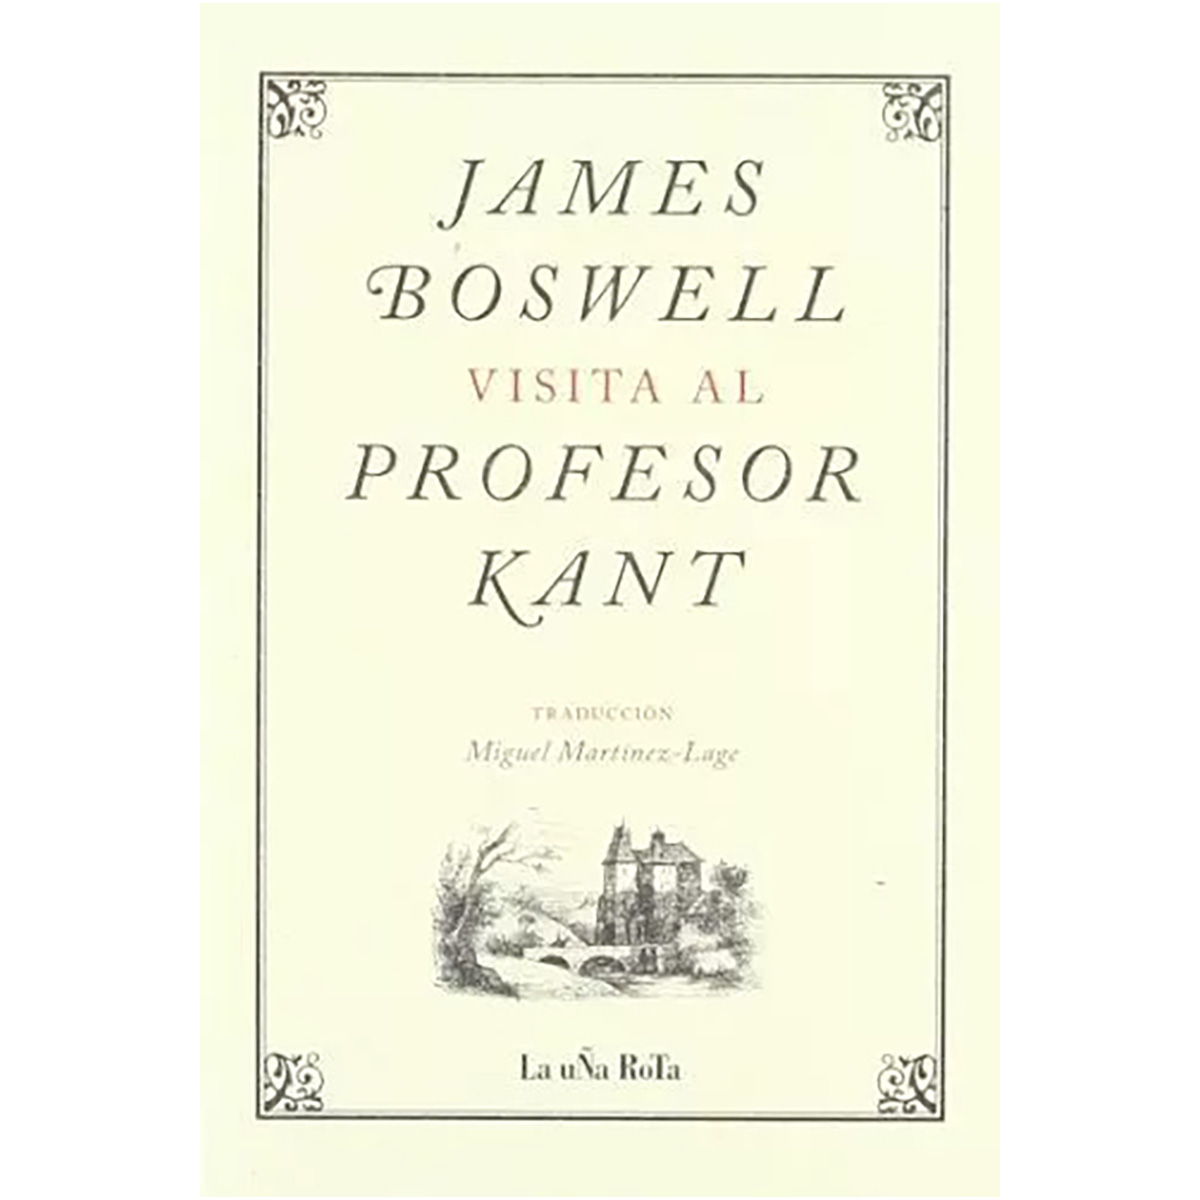 JAMES
BOSWELL
VISITA AL
PROFESOR
KANT
TRADUCCIÓN
Miguel Martínez-Lage
La uÑa RoTa